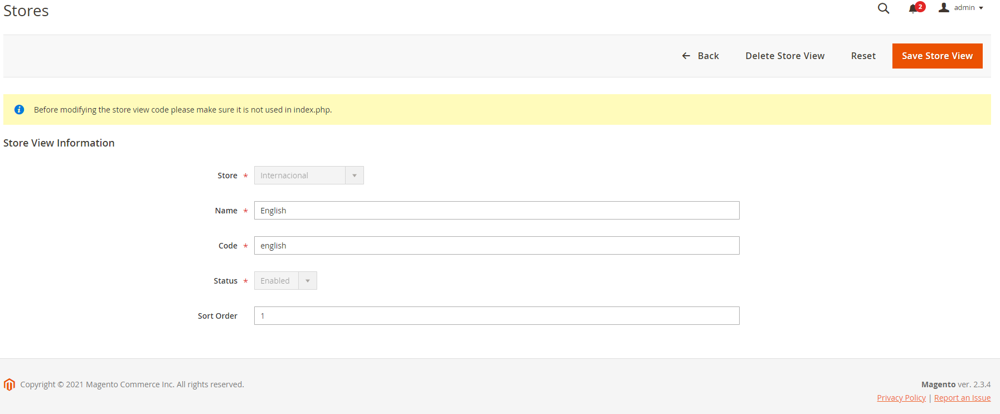 Stores
2
admin
Back
Delete Store View
Reset
Save Store View
Before modifying the store view code please make sure it is not used in index.php.
Store View Information
Store * Internacional
Name * English
Code * english
Status * Enabled
Sort Order 1
Copyright © 2021 Magento Commerce Inc. All rights reserved.
Magento ver. 2.3.4
Privacy Policy | Report an Issue